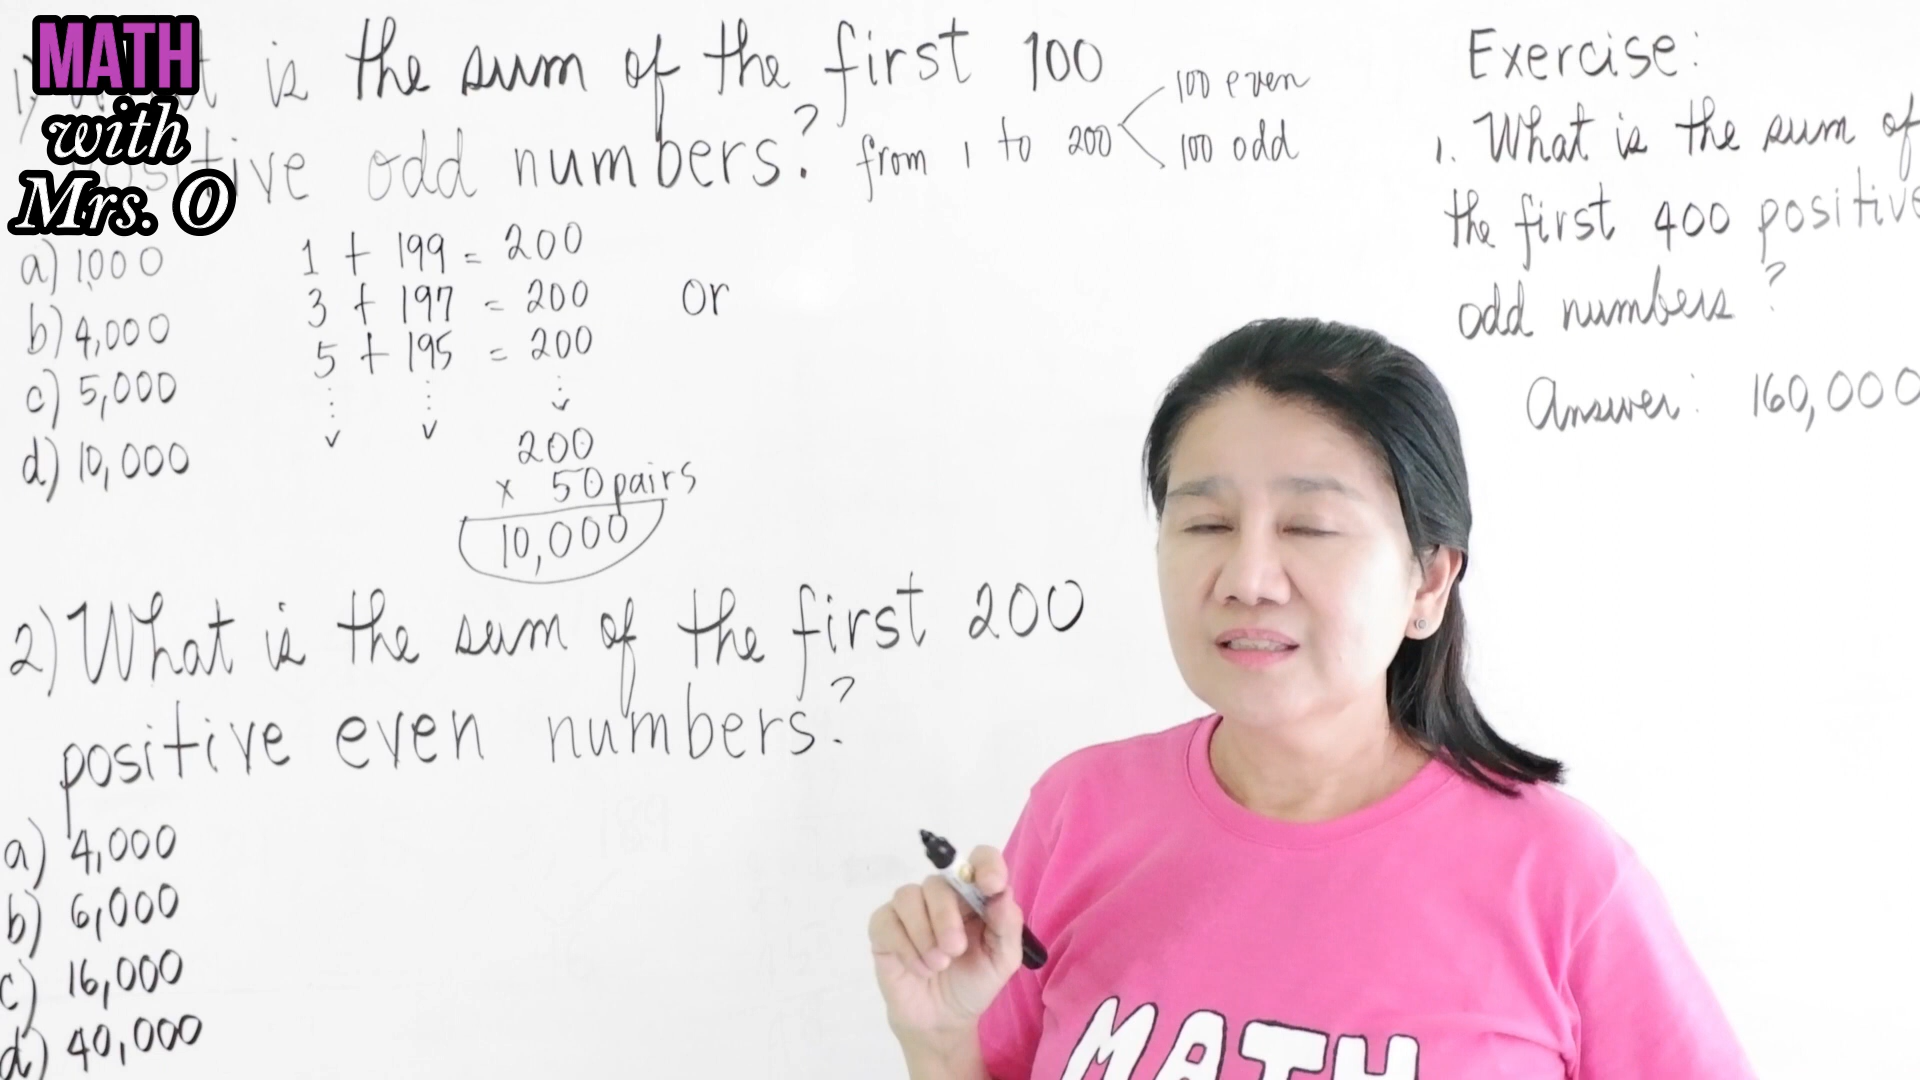 MATH
with
Mrs. O
1) is the sum of the first 100
odd numbers? from 1 to 200
100 even
100 odd
a) 1,000
b) 4,000
c) 5,000
d) 10,000
1 + 199 = 200
3 + 197 = 200
5 + 195 = 200
or
200
x 50 pairs
10,000
2) What is the sum of the first 200
positive even numbers?
a) 4,000
b) 6,000
c) 16,000
d) 40,000
Exercise:
1. What is the sum of
the first 400 positive
odd numbers?
Answer: 160,000
MATH